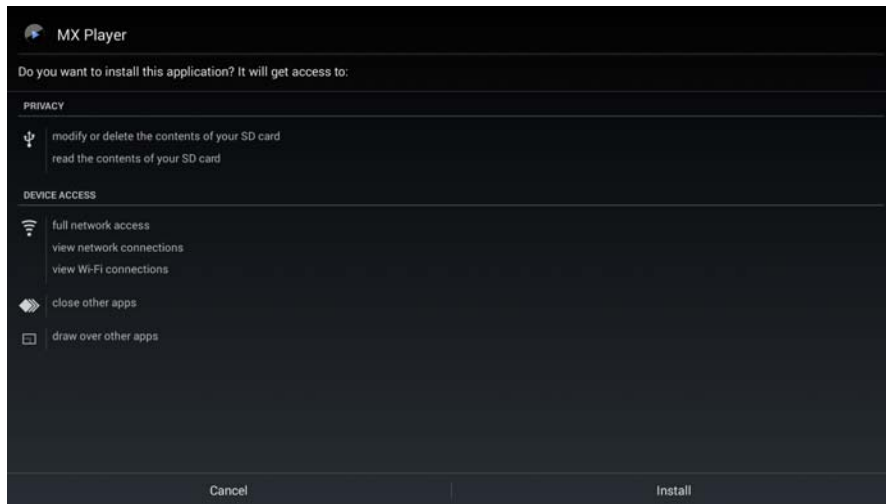 MX Player
Do you want to install this application? It will get access to:
PRIVACY
modify or delete the contents of your SD card
read the contents of your SD card
DEVICE ACCESS
full network access
view network connections
view Wi-Fi connections
close other apps
draw over other apps
Cancel
Install